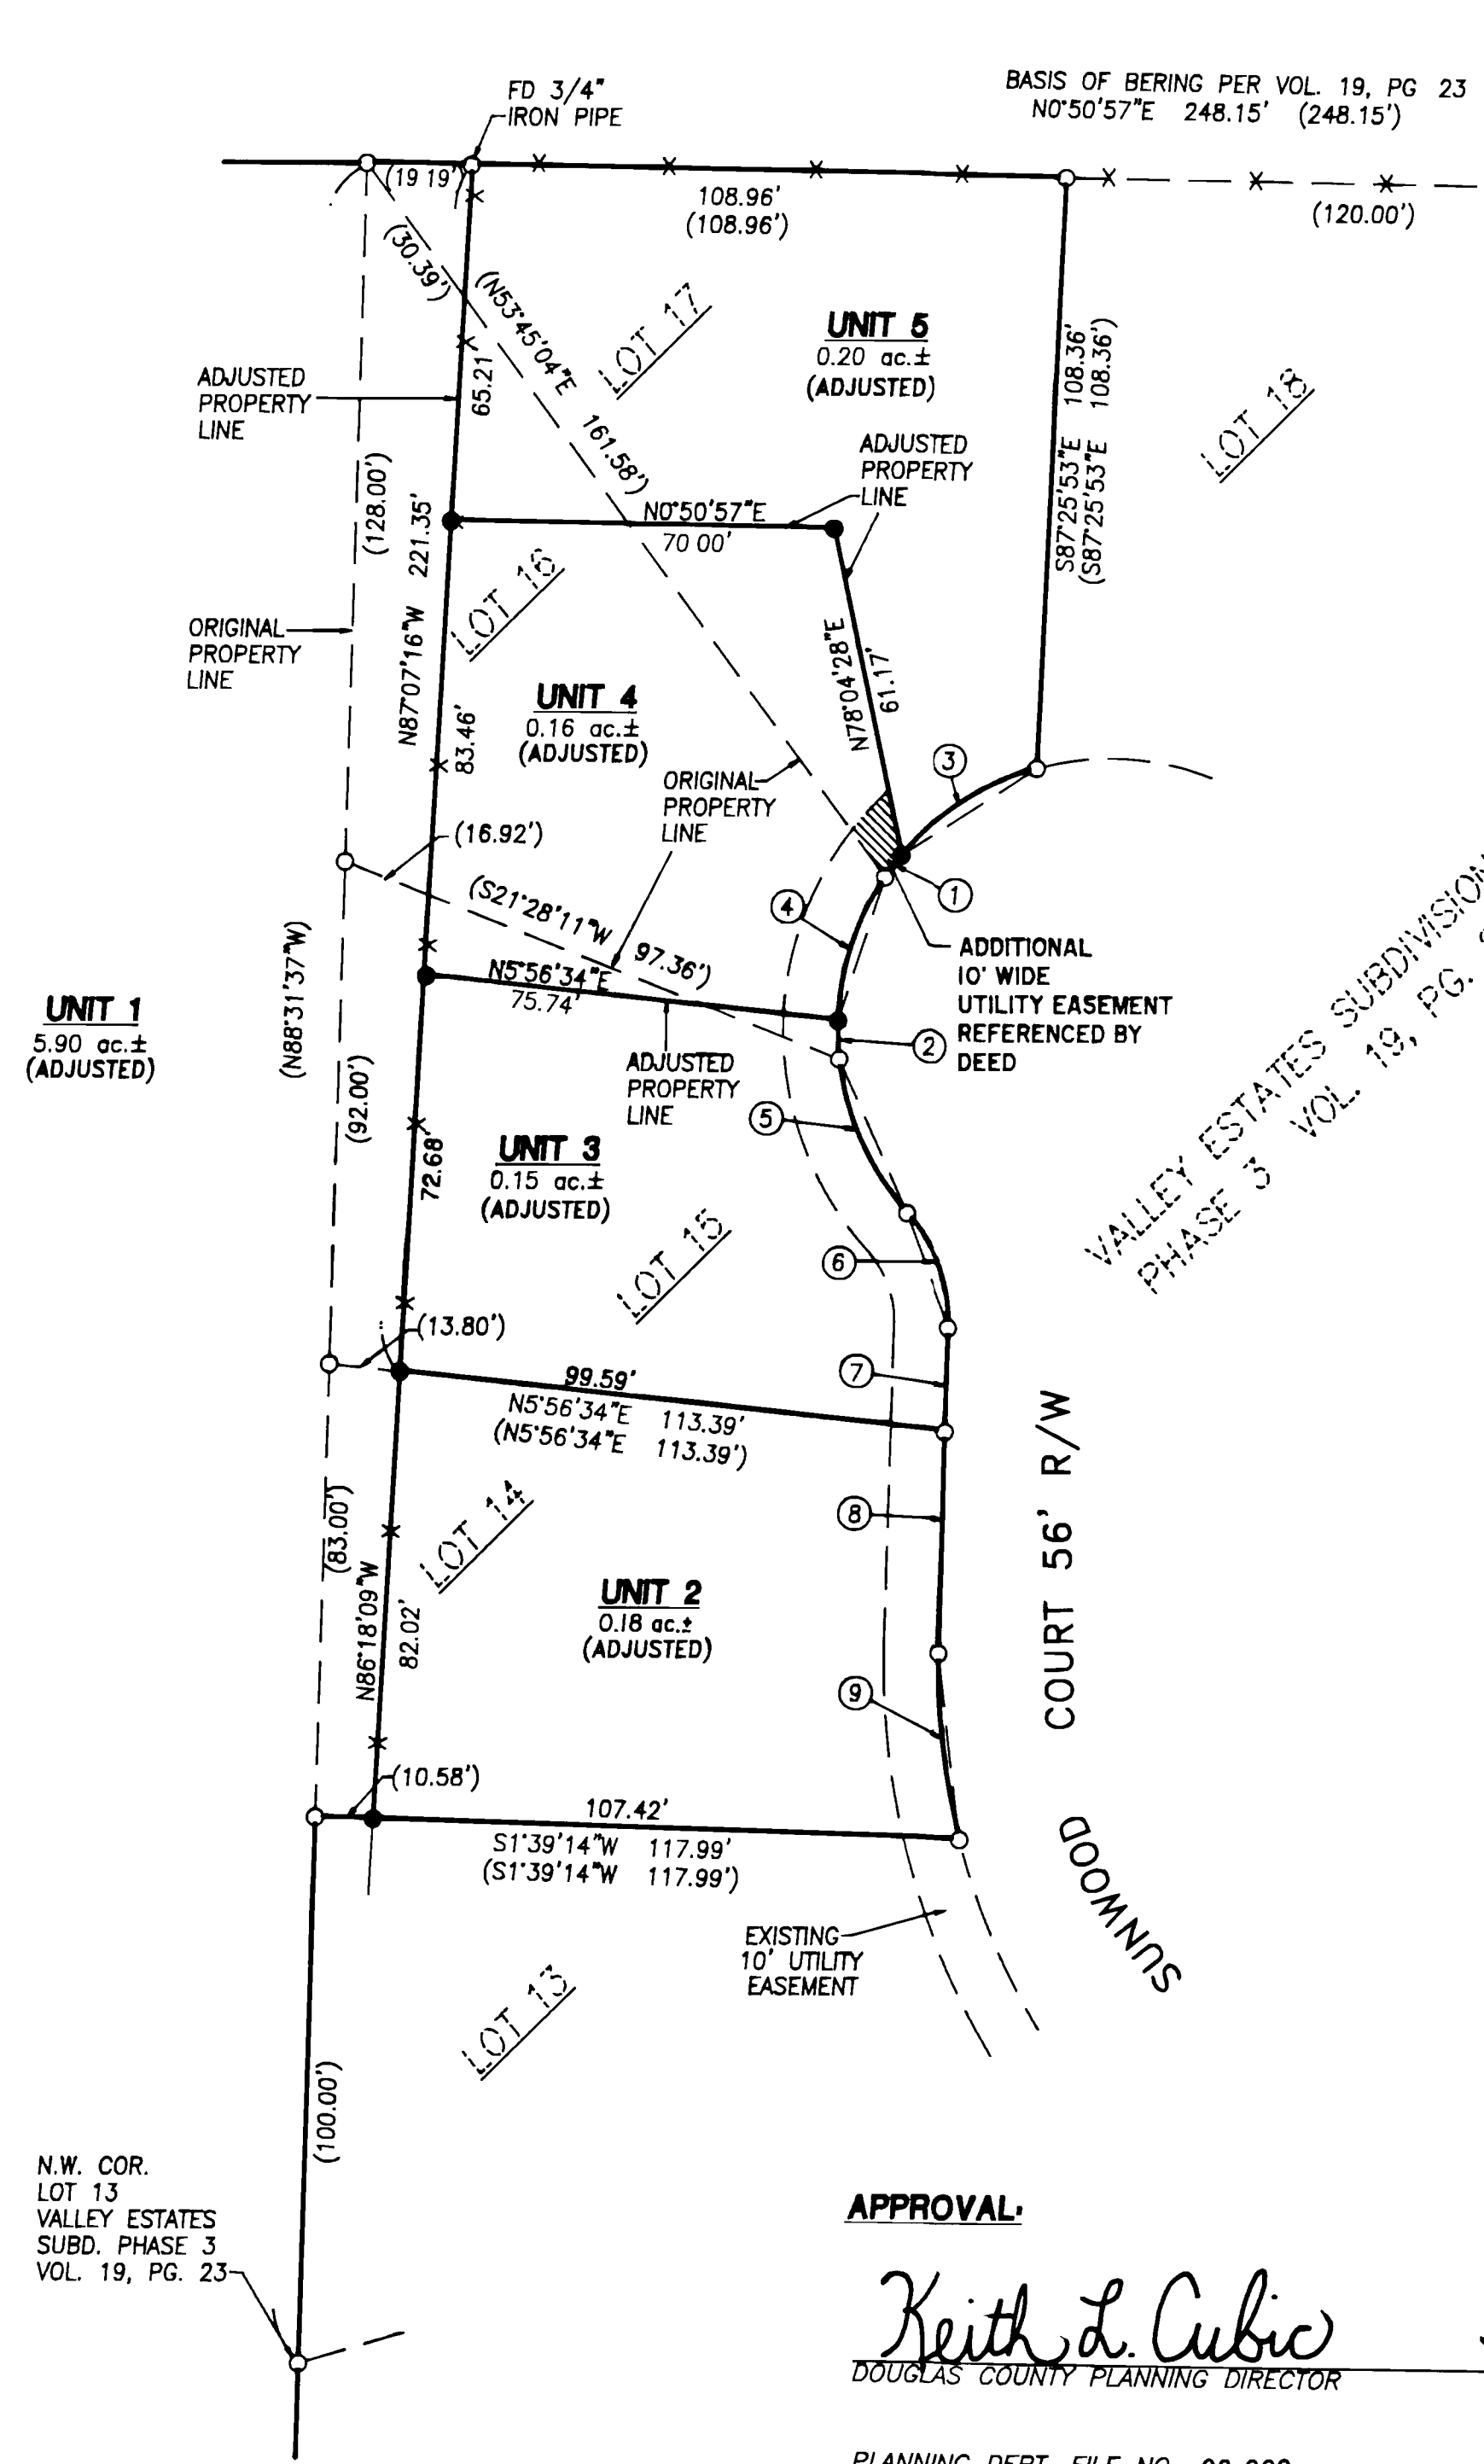 FD 3/4"
IRON PIPE
BASIS OF BERING PER VOL. 19, PG 23
N0°50'57"E 248.15' (248.15')
(19 19')
108.96'
(108.96')
(120.00')
(30.39')
(N53°45'04"E 161.58')
LOT 17
UNIT 5
0.20 ac.±
(ADJUSTED)
S87°25'53"E 108.36'
(S87°25'53"E 108.36')
LOT 18
ADJUSTED
PROPERTY
LINE
65.21'
(128.00')
N87°07'16"W 221.35'
ADJUSTED
PROPERTY
LINE
N0°50'57"E
70 00'
LOT 16
ORIGINAL
PROPERTY
LINE
N78°04'28"E
61.17'
UNIT 4
0.16 ac.±
(ADJUSTED)
83.46'
3
ORIGINAL
PROPERTY
LINE
(16.92')
(S21°28'11"W 97.36')
4
1
ADDITIONAL
10' WIDE
UTILITY EASEMENT
REFERENCED BY
DEED
N5°56'34"E
75.74'
2
UNIT 1
5.90 ac.±
(ADJUSTED)
(N88°31'37"W)
(92.00')
ADJUSTED
PROPERTY
LINE
5
VALLEY ESTATES SUBDIVISION
PHASE 3 VOL. 19, PG.
72.68'
UNIT 3
0.15 ac.±
(ADJUSTED)
LOT 15
6
(13.80')
7
99.59'
N5°56'34"E 113.39'
(N5°56'34"E 113.39')
COURT 56' R/W
LOT 14
8
(83.00')
N86°18'09"W
82.02'
UNIT 2
0.18 ac.±
(ADJUSTED)
9
(10.58')
107.42'
S1°39'14"W 117.99'
(S1°39'14"W 117.99')
SUNWOOD
EXISTING
10' UTILITY
EASEMENT
LOT 13
(100.00')
N.W. COR.
LOT 13
VALLEY ESTATES
SUBD. PHASE 3
VOL. 19, PG. 23
APPROVAL:
Keith L. Cubic
DOUGLAS COUNTY PLANNING DIRECTOR
PLANNING DEPT. FILE NO.